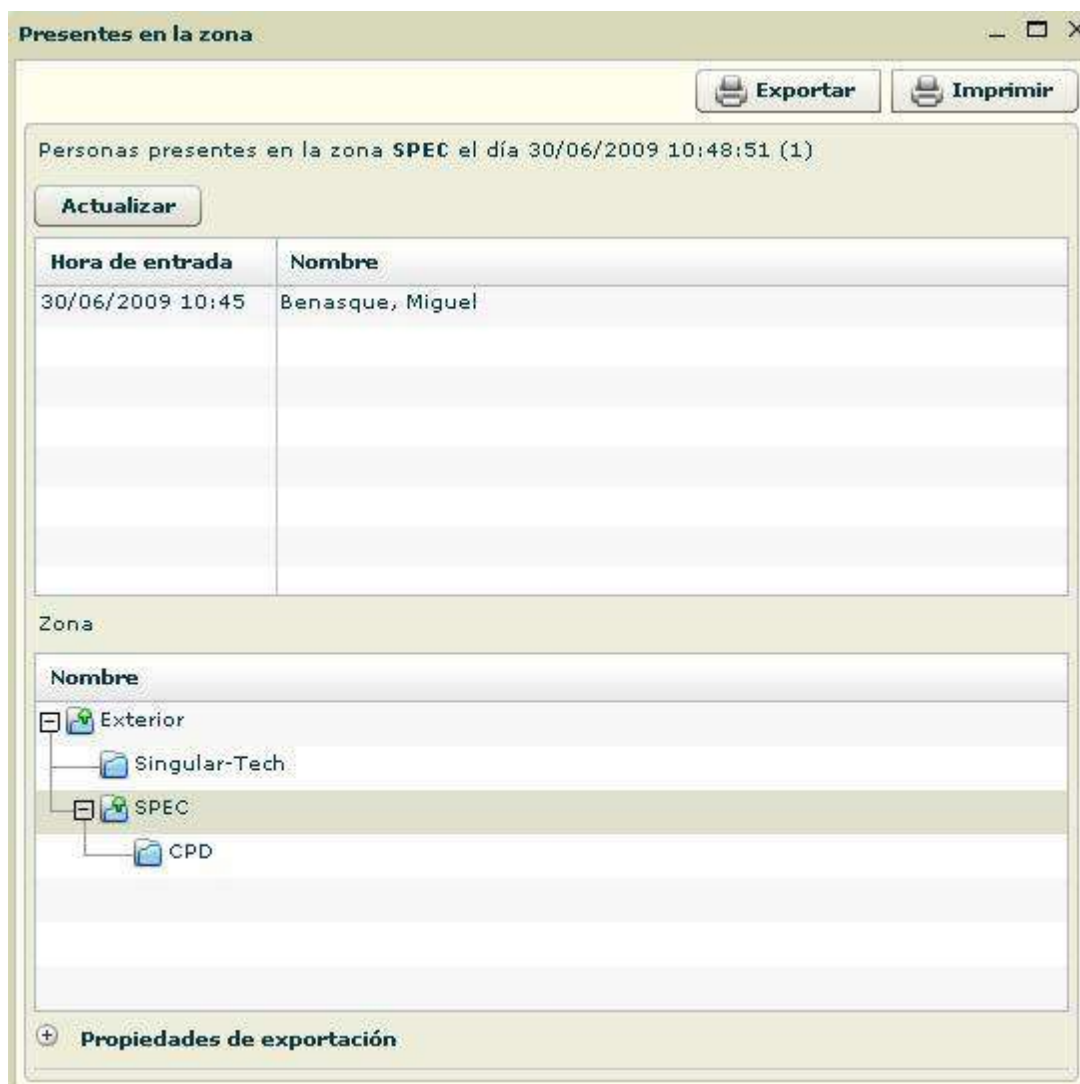 Presentes en la zona
Exportar Imprimir
Personas presentes en la zona SPEC el día 30/06/2009 10:48:51 (1)
Actualizar
Hora de entrada Nombre
30/06/2009 10:45 Benasque, Miguel
Zona
Nombre
Exterior
Singular-Tech
SPEC
CPD
Propiedades de exportación